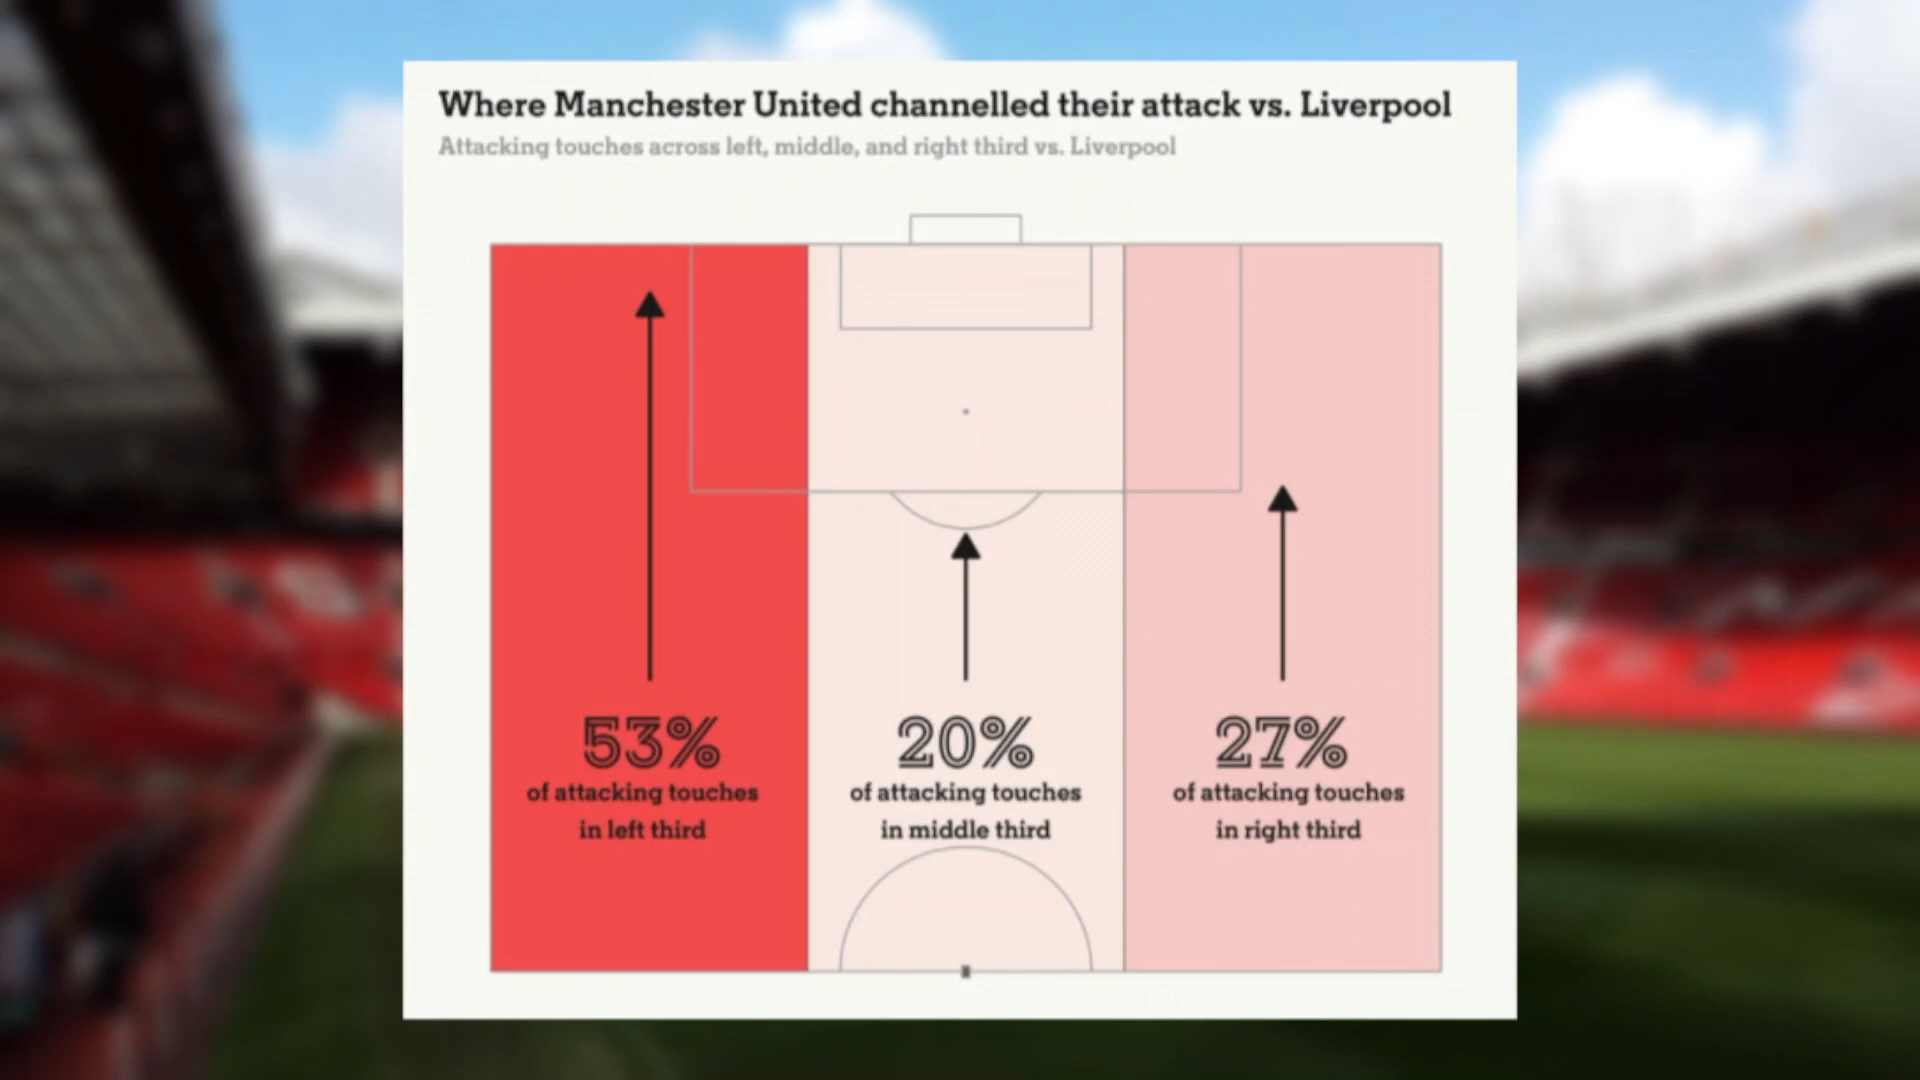 Where Manchester United channelled their attack vs. Liverpool
Attacking touches across left, middle, and right third vs. Liverpool
53%
of attacking touches
in left third
20%
of attacking touches
in middle third
27%
of attacking touches
in right third